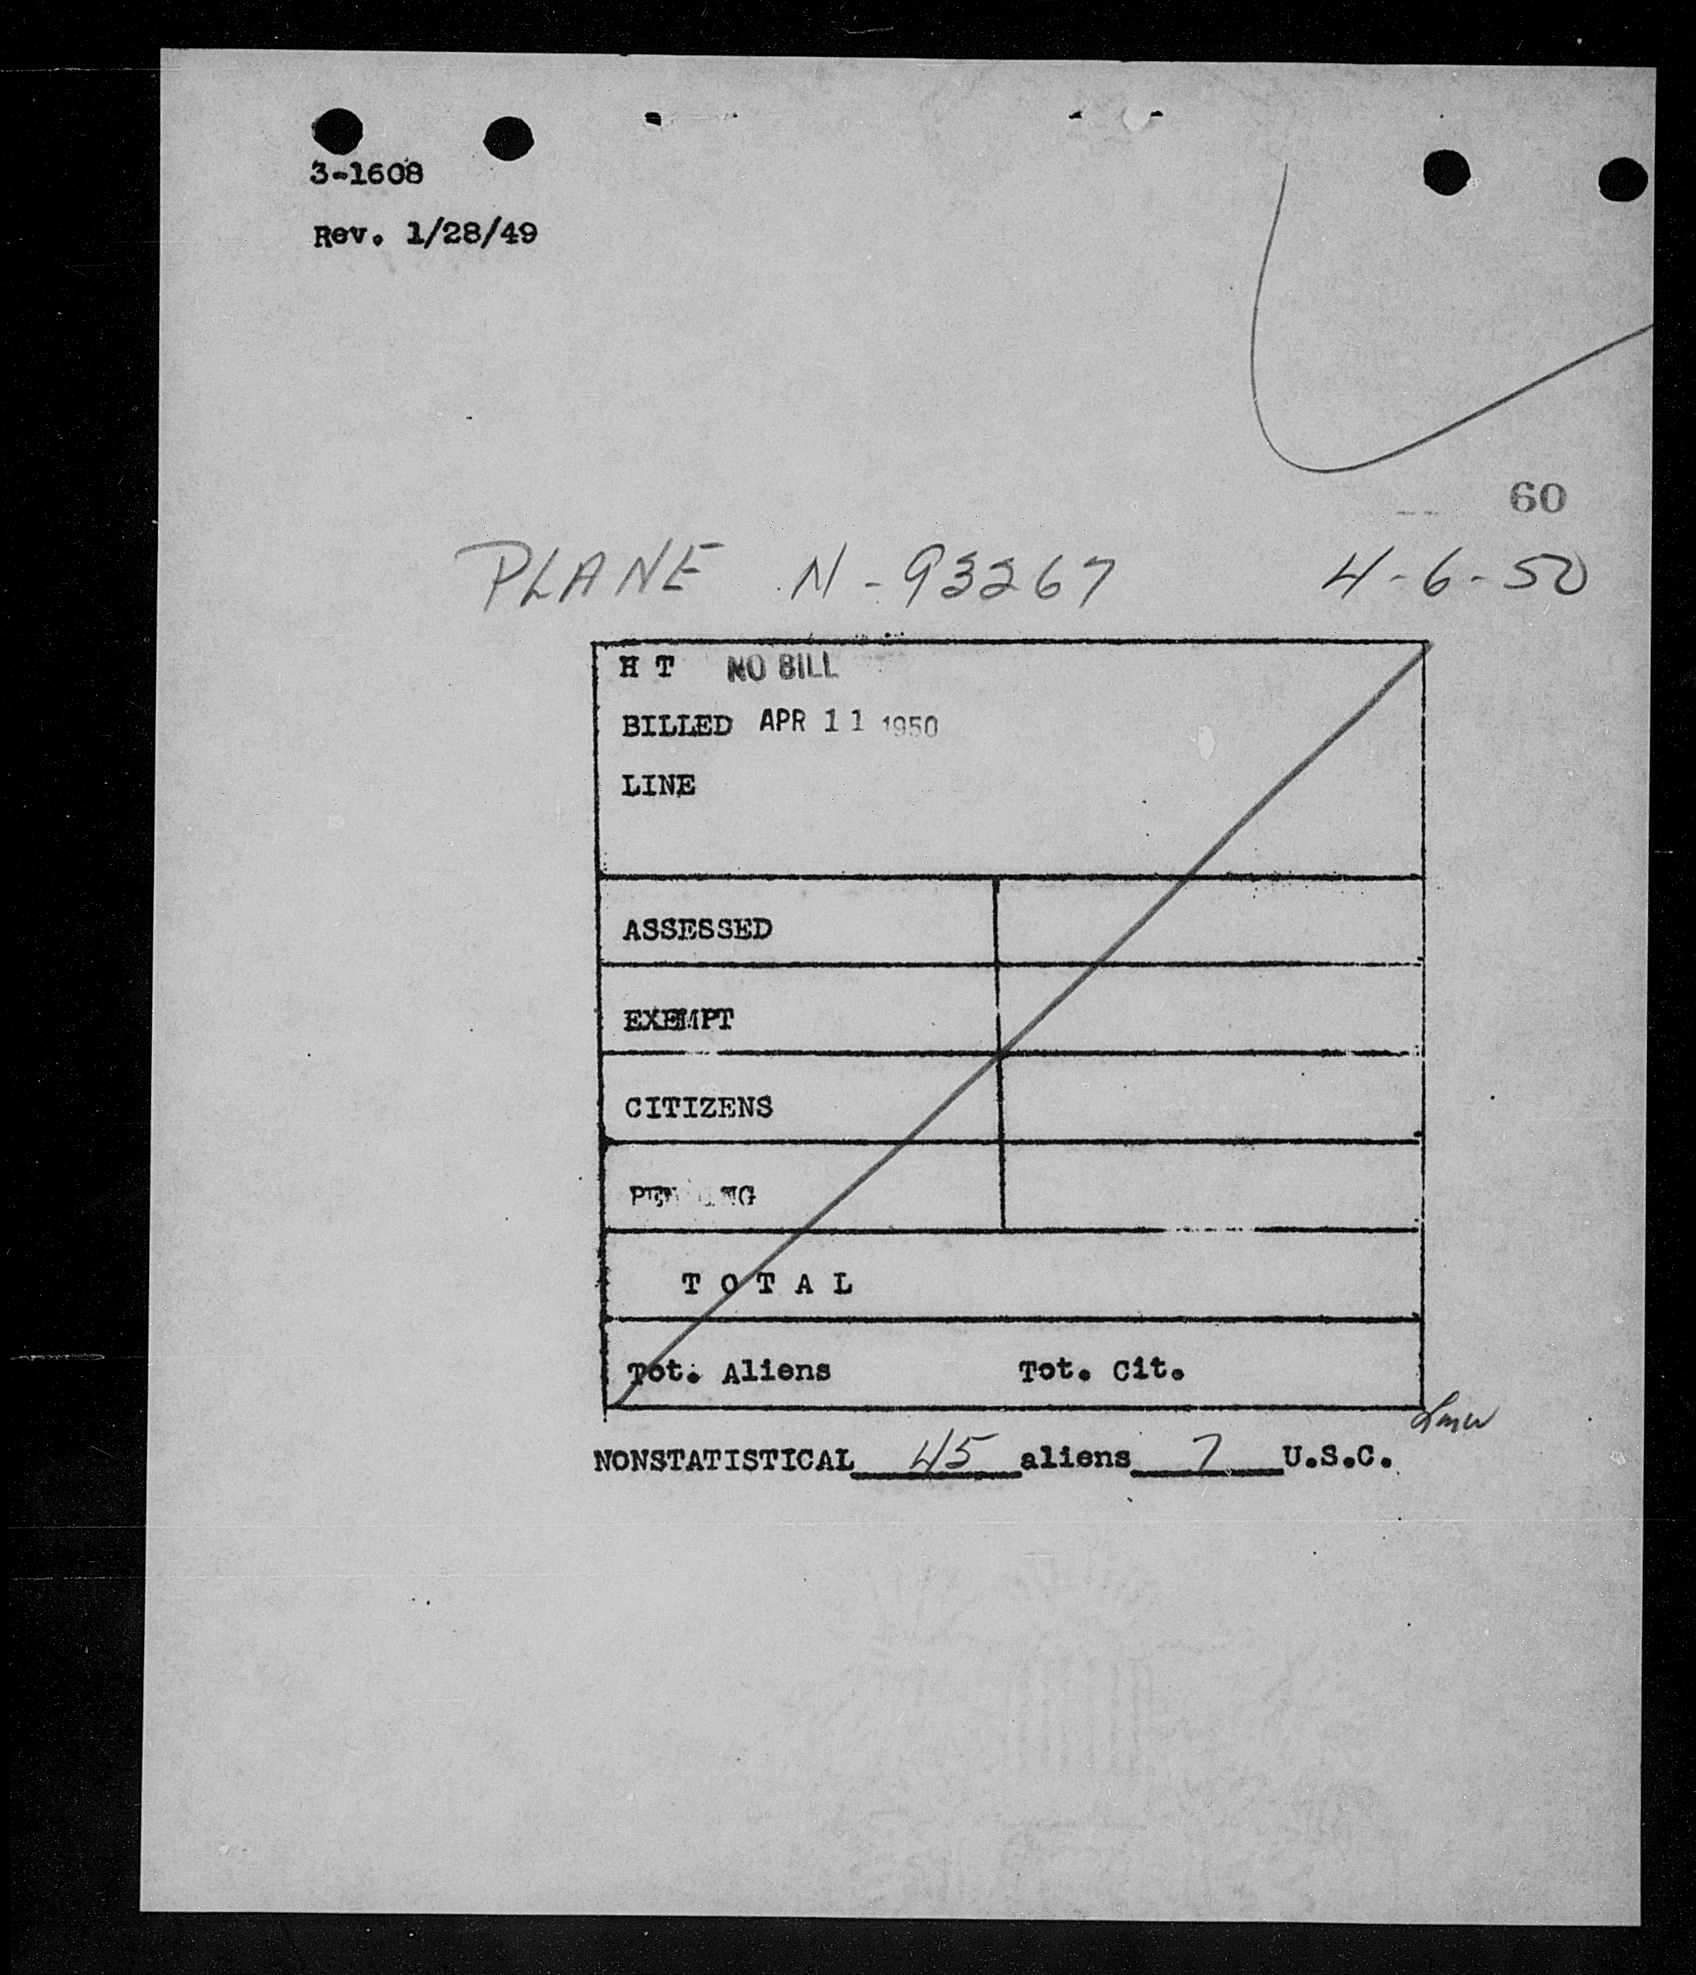 3-1608
Rev. 1/28/49
60
PLANE N-93267 4-6-50
H T NO BILL
BILLED APR 11 1950
LINE
ASSESSED
EXEMPT
CITIZENS
PENDING
T O T A L
Tot. Aliens Tot. Cit.
NONSTATISTICAL 45 aliens 7 U.S.C.